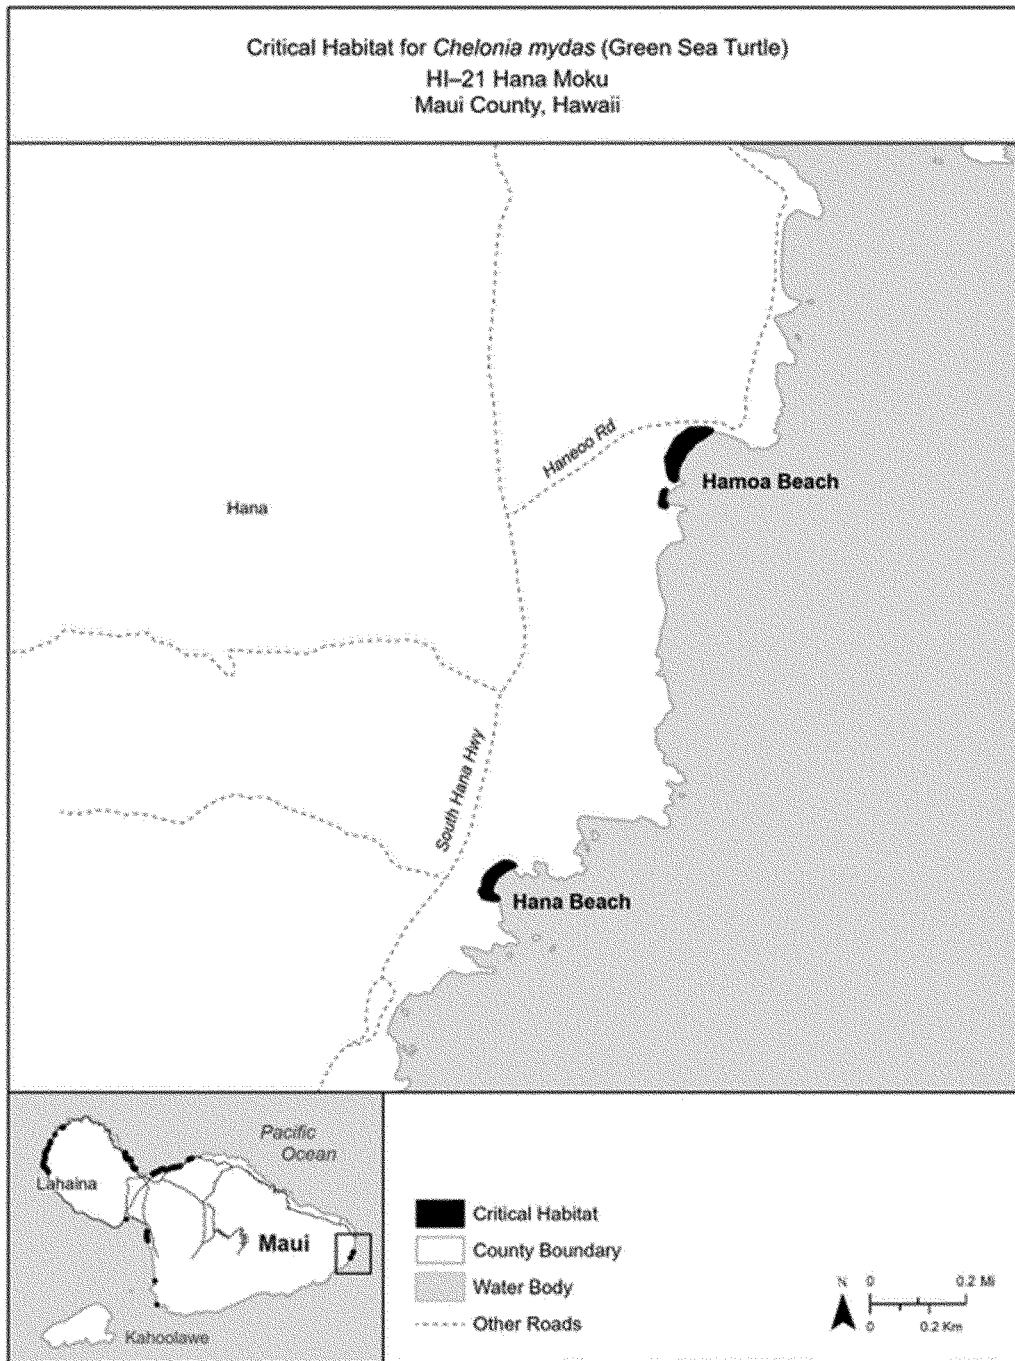 Critical Habitat for Chelonia mydas (Green Sea Turtle)
HI–21 Hana Moku
Maui County, Hawaii
Haneoo Rd
Hamoa Beach
Hana
South Hana Hwy
Hana Beach
Pacific
Ocean
Lahaina
Maui
Kahoolawe
Critical Habitat
County Boundary
Water Body
Other Roads
N
0 0.2 Mi
0 0.2 Km